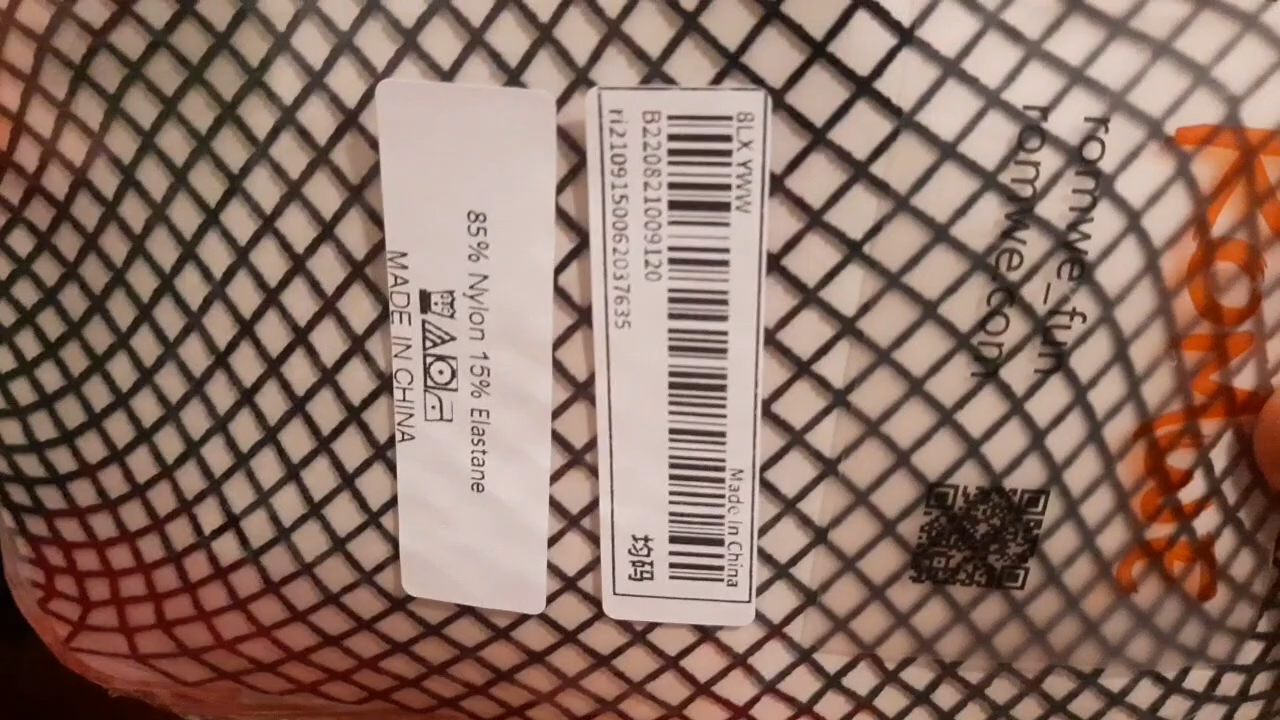 ROMWE
romwe_fun
romwe.com
8LX YWW
Made In China
B220821009120
ri2109150062037635
均码
85% Nylon 15% Elastane
MADE IN CHINA